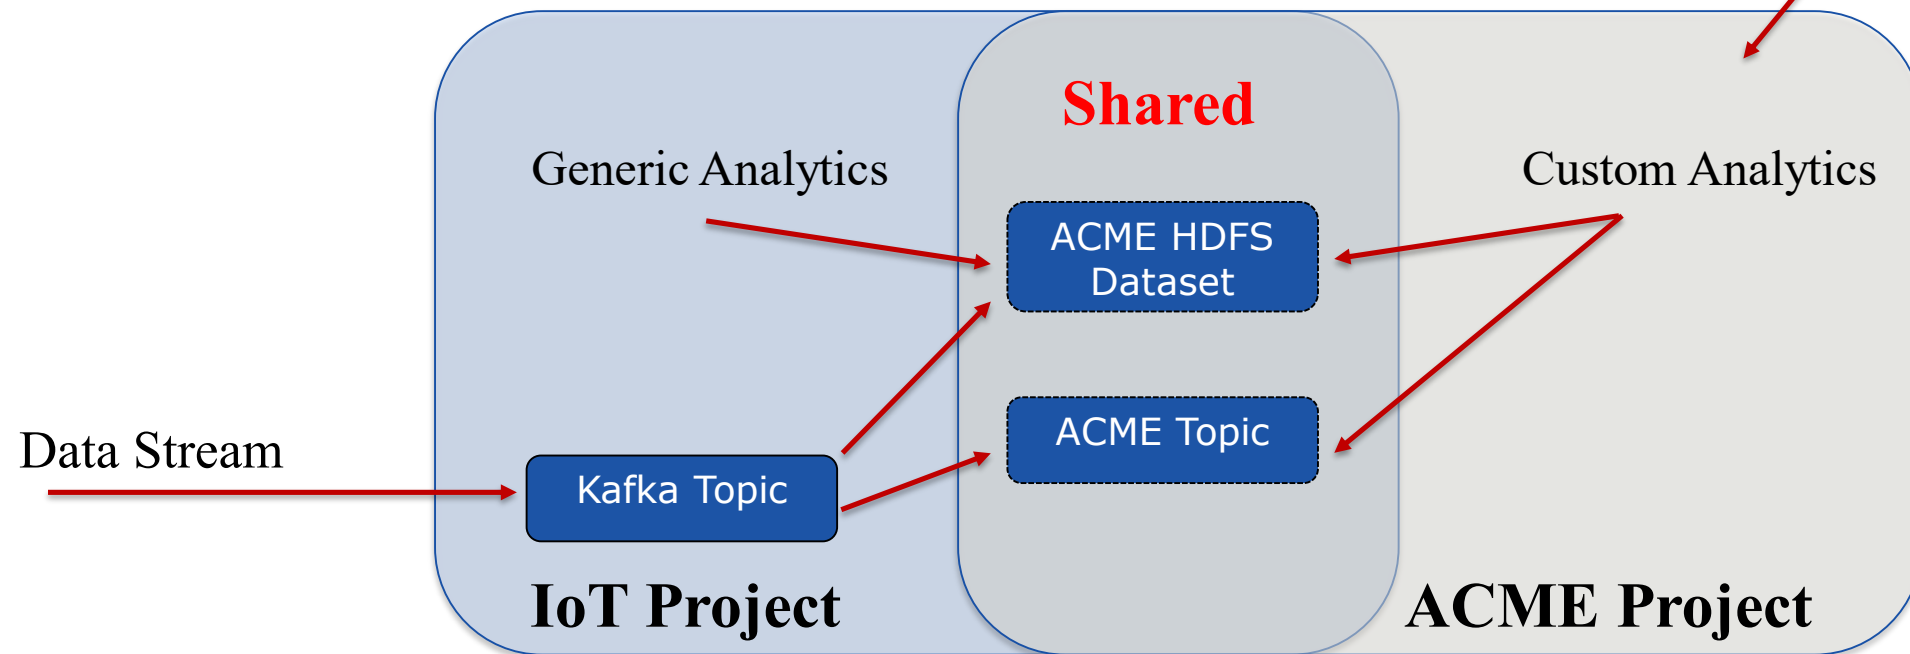 Shared
Generic Analytics
Custom Analytics
ACME HDFS
Dataset
ACME Topic
Data Stream
Kafka Topic
IoT Project
ACME Project